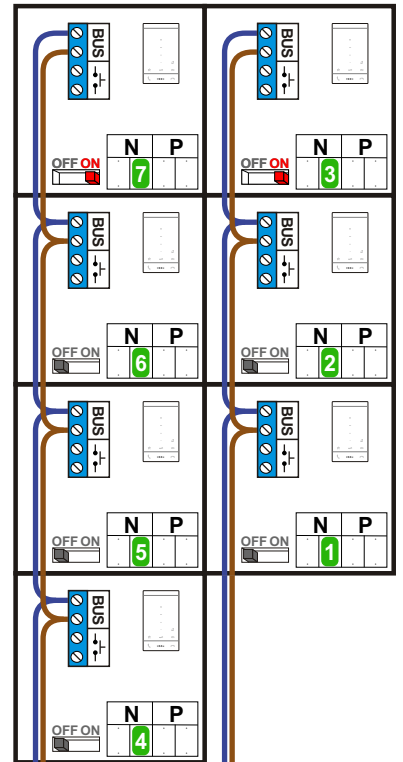 BUS
BUS
N P
N P
OFF ON
7
OFF ON
3
BUS
BUS
N P
N P
OFF ON
6
OFF ON
2
BUS
BUS
N P
N P
OFF ON
5
OFF ON
1
BUS
N P
OFF ON
4